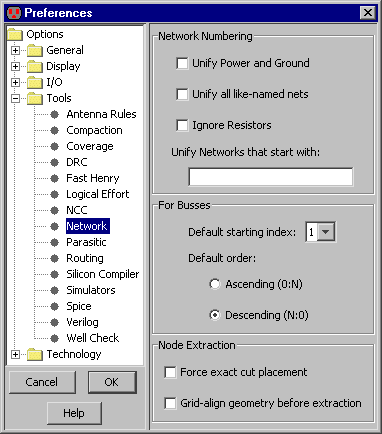 Preferences
Options
General
Display
I/O
Tools
Antenna Rules
Compaction
Coverage
DRC
Fast Henry
Logical Effort
NCC
Network
Parasitic
Routing
Silicon Compiler
Simulators
Spice
Verilog
Well Check
Technology
Cancel
OK
Help
Network Numbering
Unify Power and Ground
Unify all like-named nets
Ignore Resistors
Unify Networks that start with:
For Busses
Default starting index: 1
Default order:
Ascending (0:N)
Descending (N:0)
Node Extraction
Force exact cut placement
Grid-align geometry before extraction